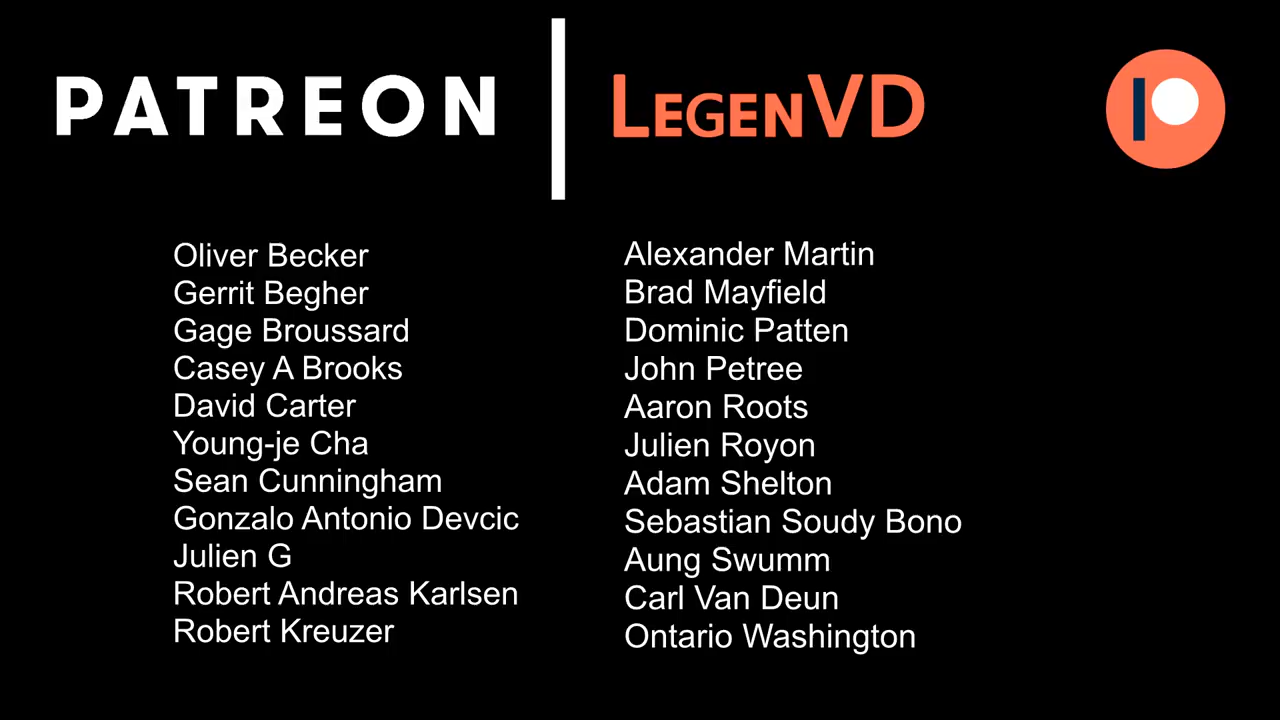 PATREON
LEGENVD
Oliver Becker
Gerrit Begher
Gage Broussard
Casey A Brooks
David Carter
Young-je Cha
Sean Cunningham
Gonzalo Antonio Devcic
Julien G
Robert Andreas Karlsen
Robert Kreuzer
Alexander Martin
Brad Mayfield
Dominic Patten
John Petree
Aaron Roots
Julien Royon
Adam Shelton
Sebastian Soudy Bono
Aung Swumm
Carl Van Deun
Ontario Washington